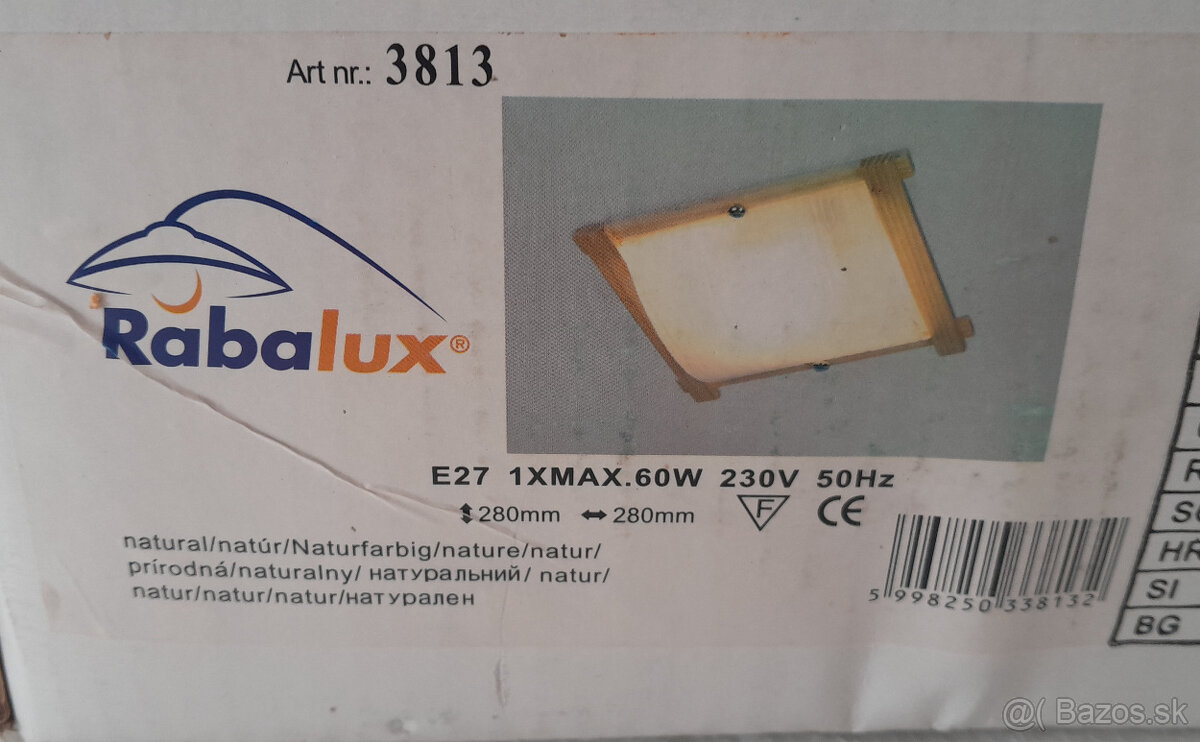 Art nr.: 3813
Rabalux®
E27 1XMAX.60W 230V 50Hz
280mm 280mm F CE
natural/natúr/Naturfarbig/nature/natur/
prírodná/naturalny/ натуральний/ natur/
natur/natur/natur/натурален
5 998250 338132
HR
SI
BG
@( Bazos.sk